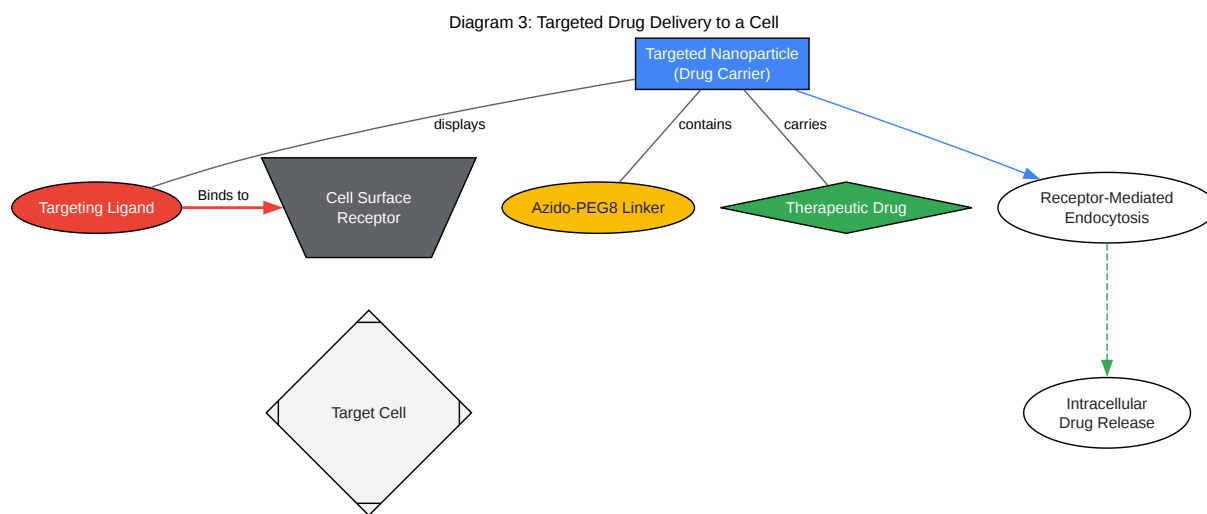 Diagram 3: Targeted Drug Delivery to a Cell
Targeted Nanoparticle
(Drug Carrier)
displays
contains
carries
Targeting Ligand
Binds to
Cell Surface
Receptor
Azido-PEG8 Linker
Therapeutic Drug
Receptor-Mediated
Endocytosis
Target Cell
Intracellular
Drug Release